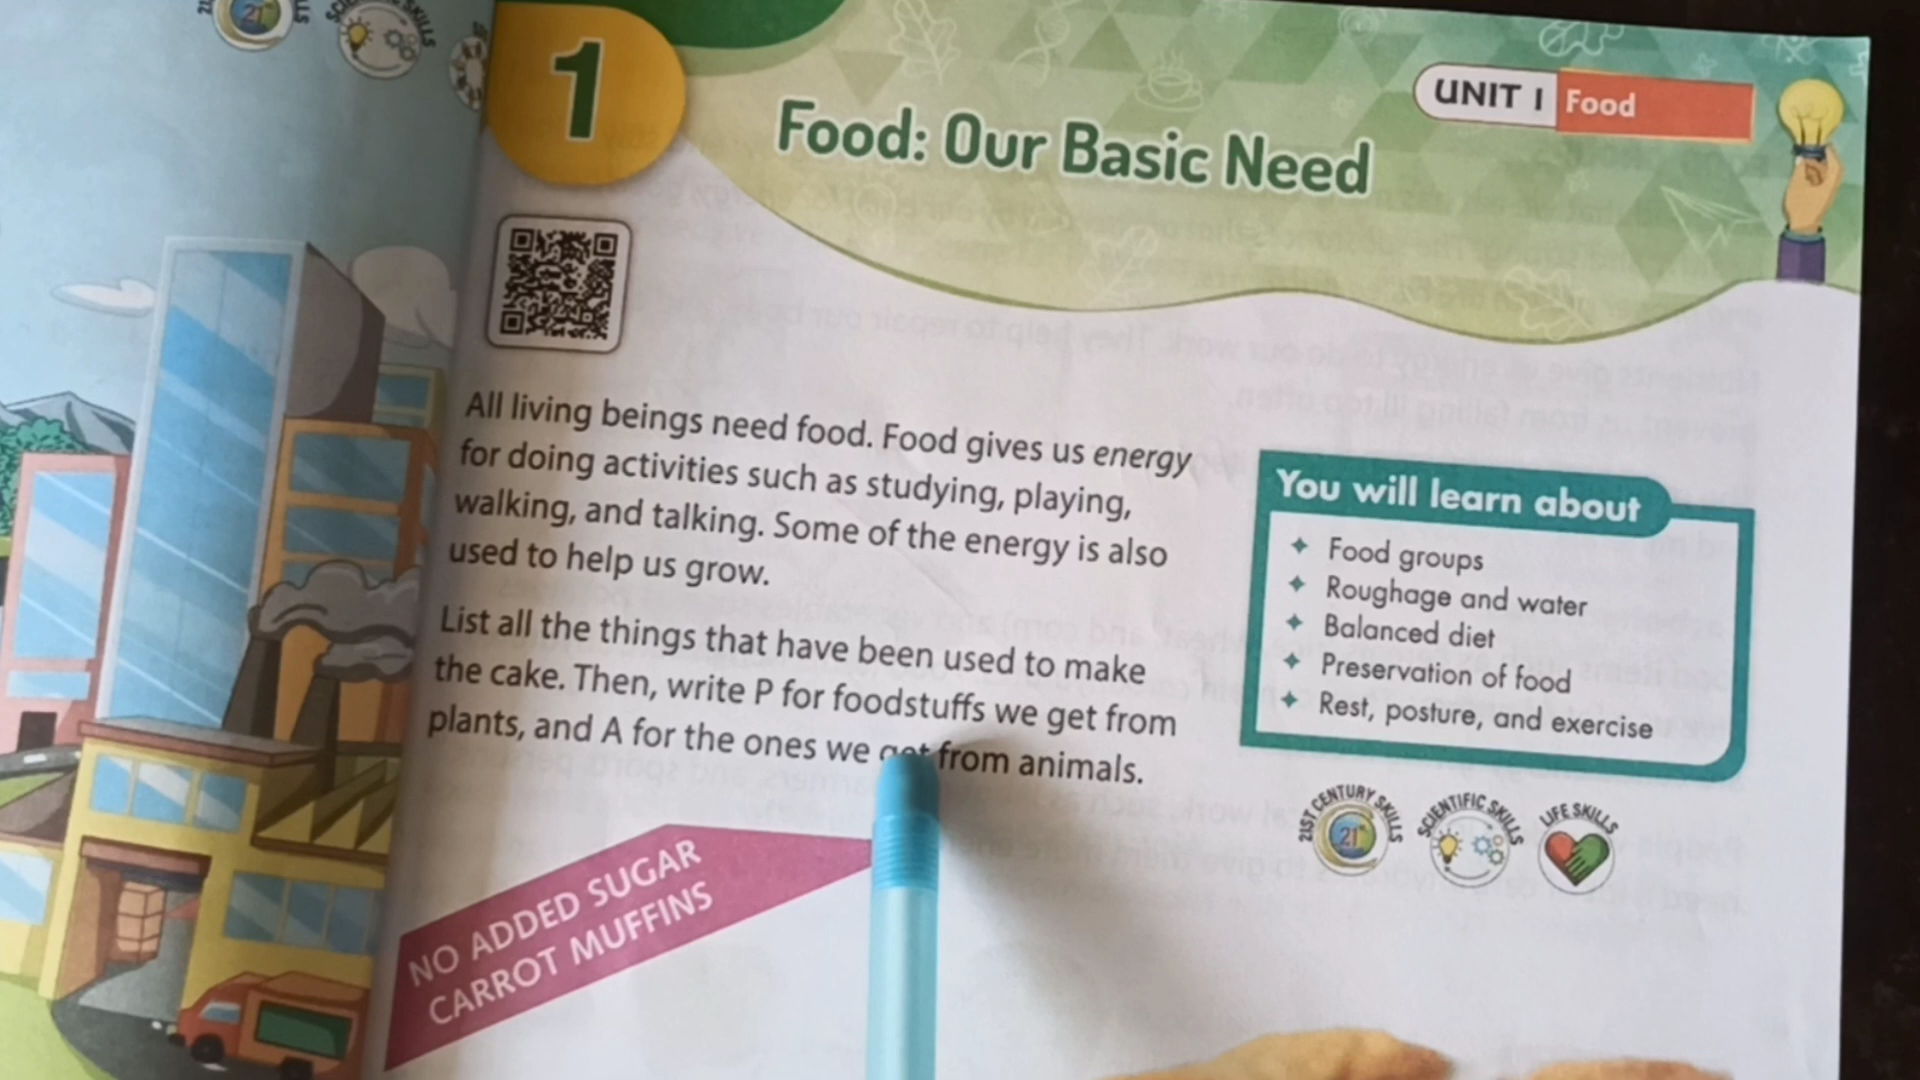 1
Food: Our Basic Need
UNIT 1 Food
All living beings need food. Food gives us energy
for doing activities such as studying, playing,
walking, and talking. Some of the energy is also
used to help us grow.
List all the things that have been used to make
the cake. Then, write P for foodstuffs we get from
plants, and A for the ones we get from animals.
You will learn about
Food groups
Roughage and water
Balanced diet
Preservation of food
Rest, posture, and exercise
21ST CENTURY SKILLS
21
SCIENTIFIC SKILLS
LIFE SKILLS
NO ADDED SUGAR
CARROT MUFFINS